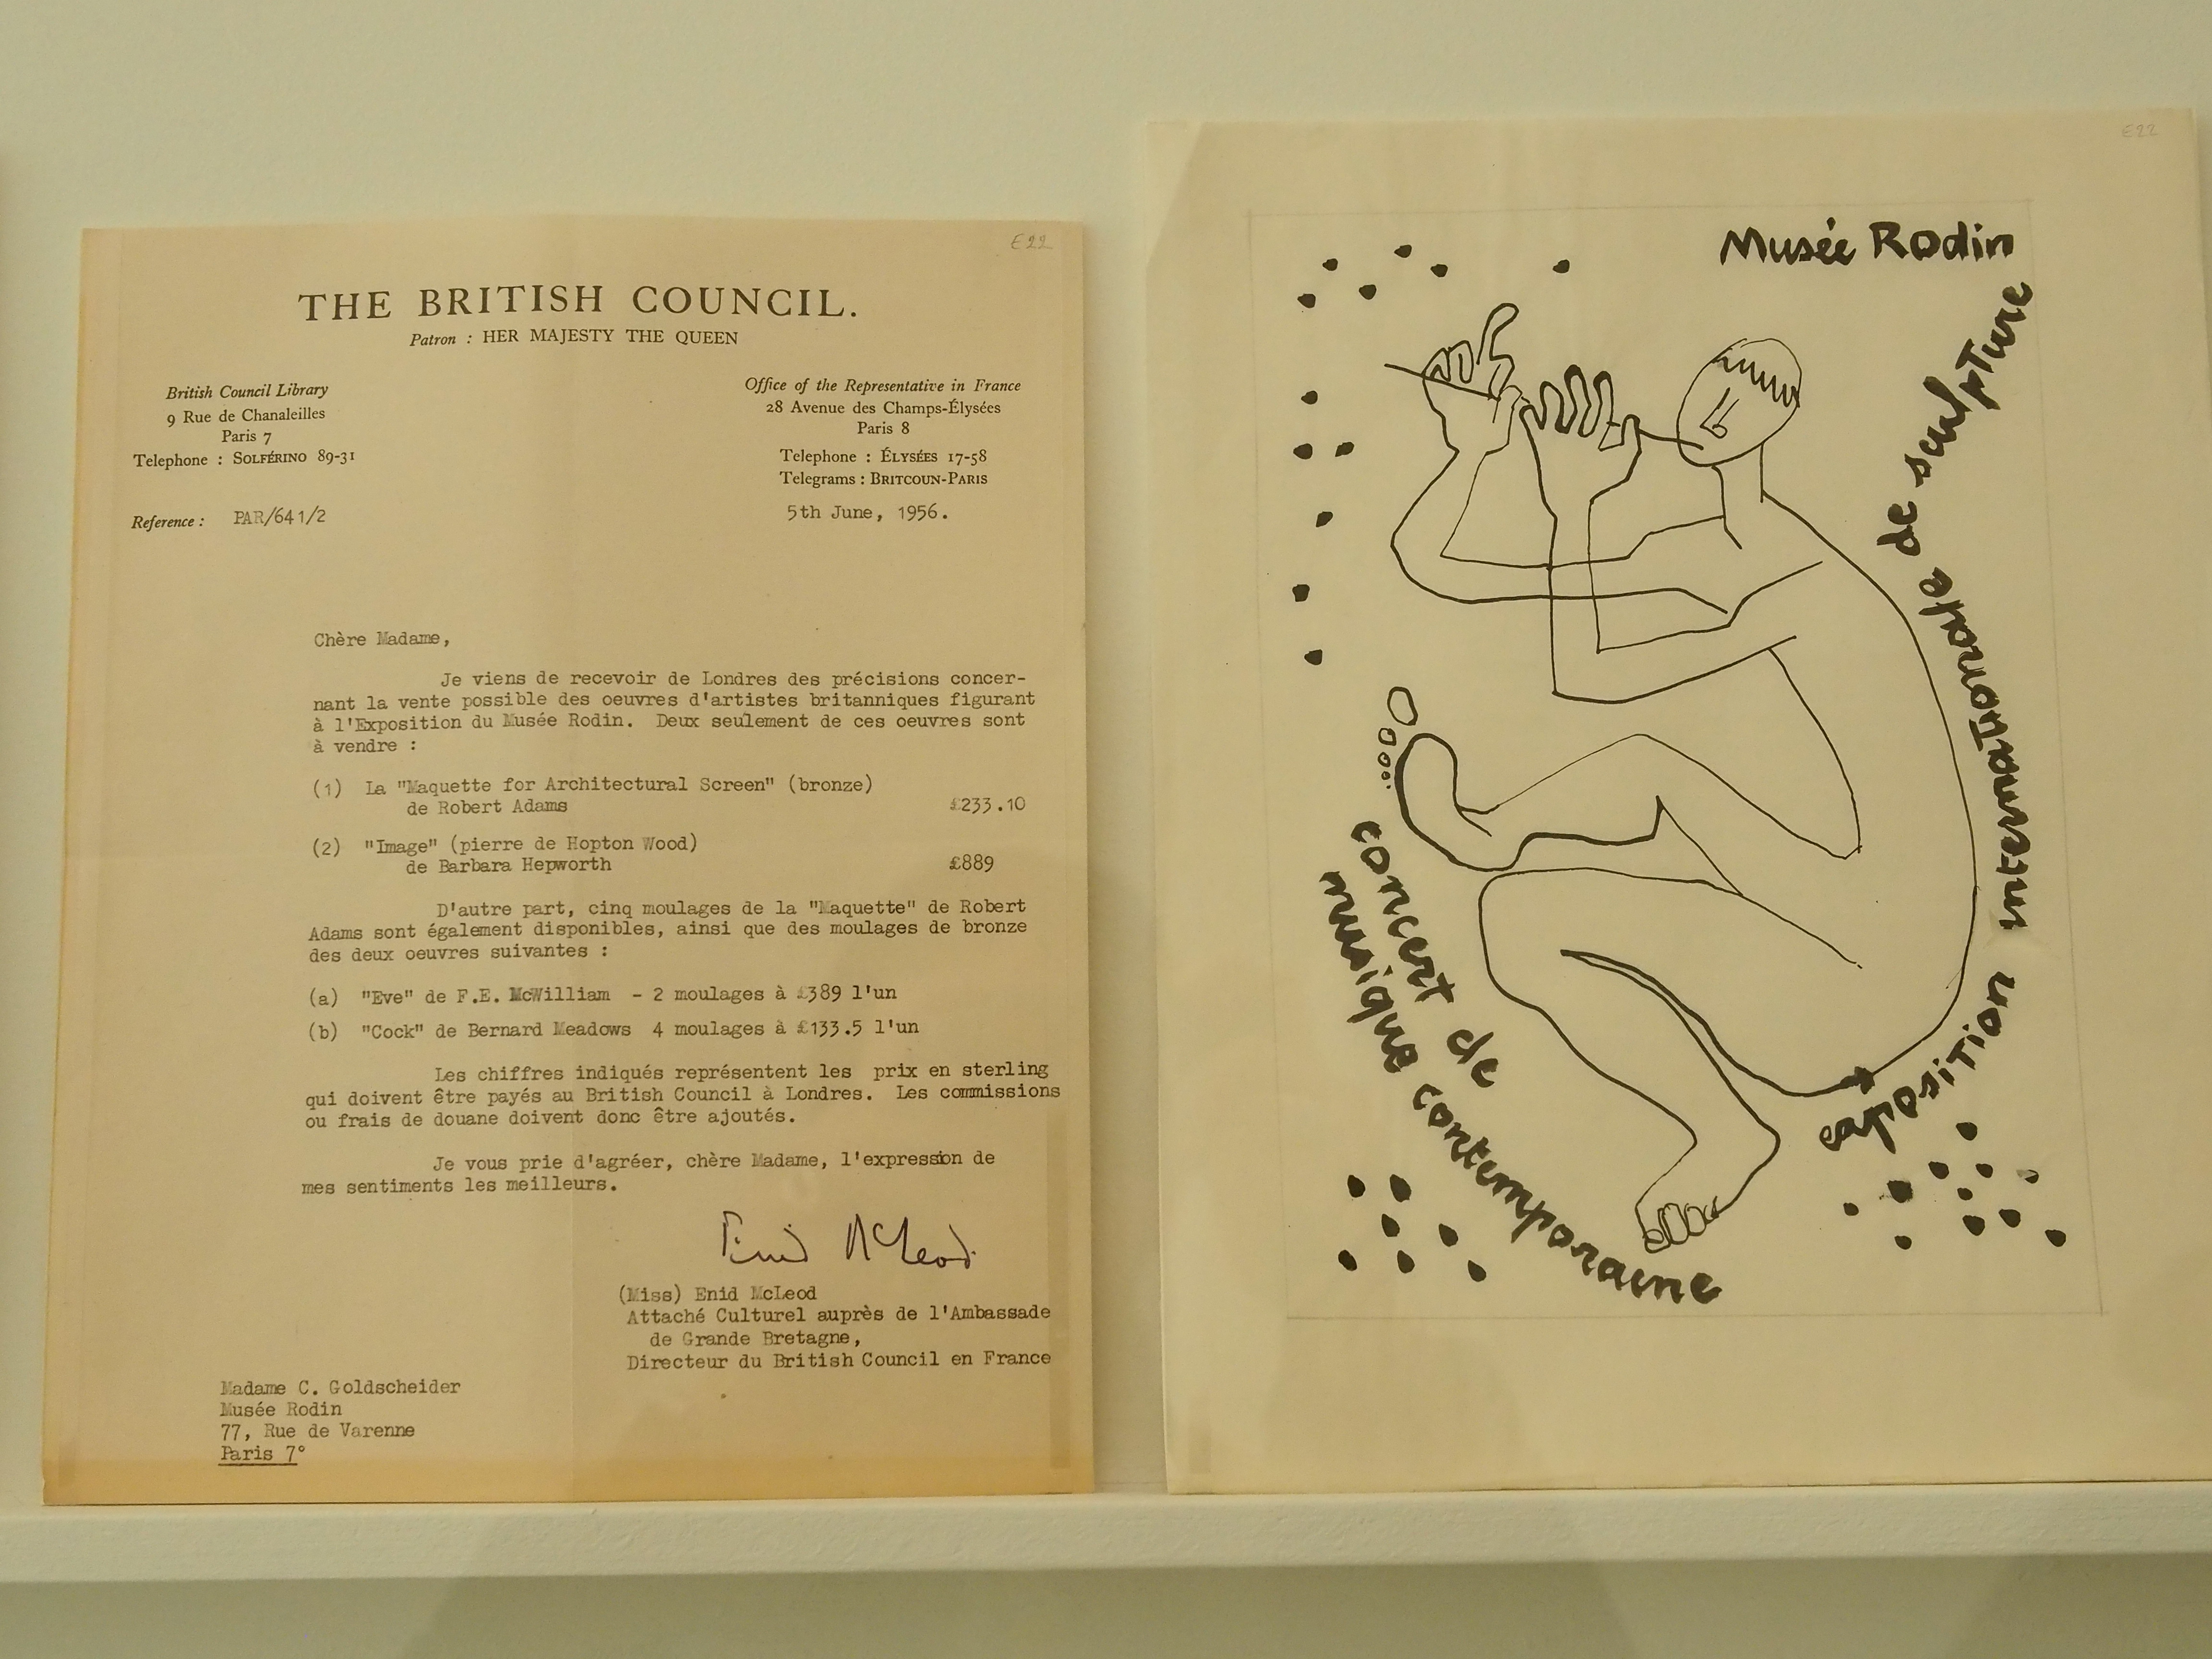 E22
THE BRITISH COUNCIL.
Patron : HER MAJESTY THE QUEEN
British Council Library
9 Rue de Chanaleilles
Paris 7
Telephone : SOLFÉRINO 89-31
Office of the Representative in France
28 Avenue des Champs-Élysées
Paris 8
Telephone : ÉLYSÉES 17-58
Telegrams : BRITCOUN-PARIS
Reference : PAR/641/2
5th June, 1956.
Chère Madame,
Je viens de recevoir de Londres des précisions concer-
nant la vente possible des oeuvres d'artistes britanniques figurant
à l'Exposition du Musée Rodin. Deux seulement de ces oeuvres sont
à vendre :
(1) La "Maquette for Architectural Screen" (bronze)
de Robert Adams £233.10
(2) "Image" (pierre de Hopton Wood)
de Barbara Hepworth £889
D'autre part, cinq moulages de la "Maquette" de Robert
Adams sont également disponibles, ainsi que des moulages de bronze
des deux oeuvres suivantes :
(a) "Eve" de F.E. McWilliam - 2 moulages à £389 l'un
(b) "Cock" de Bernard Meadows 4 moulages à £133.5 l'un
Les chiffres indiqués représentent les prix en sterling
qui doivent être payés au British Council à Londres. Les commissions
ou frais de douane doivent donc être ajoutés.
Je vous prie d'agréer, chère Madame, l'expression de
mes sentiments les meilleurs.
Enid McLeod
(Miss) Enid McLeod
Attaché Culturel auprès de l'Ambassade
de Grande Bretagne,
Directeur du British Council en France
Madame C. Goldscheider
Musée Rodin
77, Rue de Varenne
Paris 7°
E22
Musée Rodin
exposition internationale de sculpture
concert de
musique contemporaine